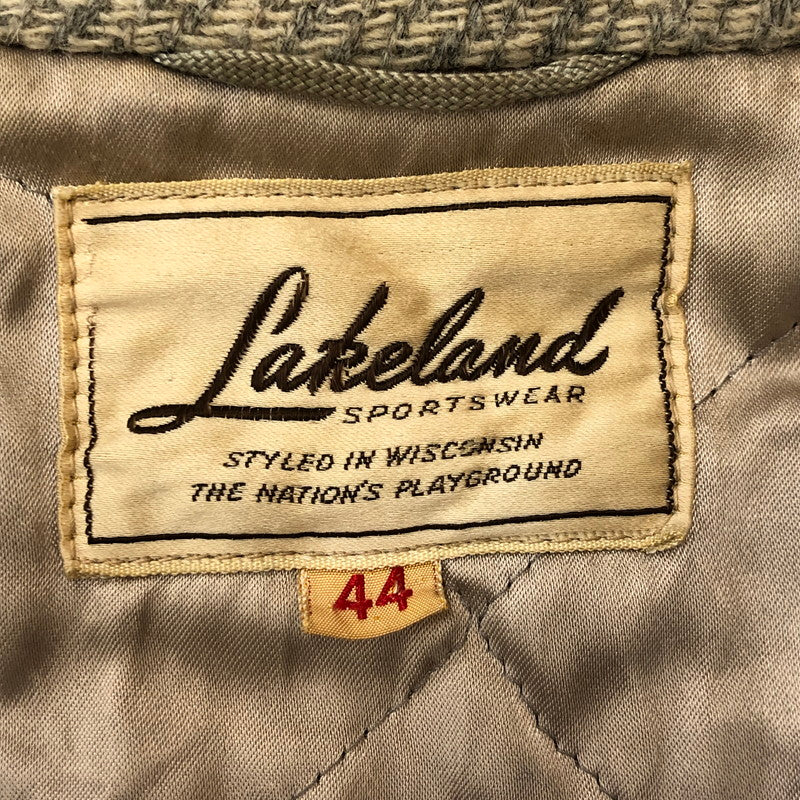 Lakeland
SPORTSWEAR
STYLED IN WISCONSIN
THE NATION'S PLAYGROUND
44